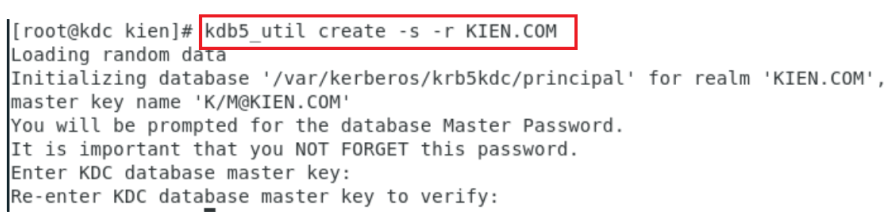 [root@kdc kien]# kdb5_util create -s -r KIEN.COM
Loading random data
Initializing database '/var/kerberos/krb5kdc/principal' for realm 'KIEN.COM',
master key name 'K/M@KIEN.COM'
You will be prompted for the database Master Password.
It is important that you NOT FORGET this password.
Enter KDC database master key:
Re-enter KDC database master key to verify: